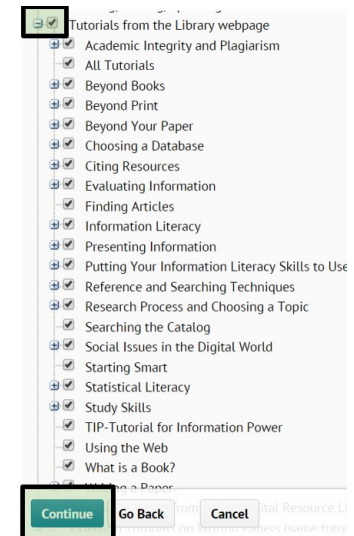 Tutorials from the Library webpage
Academic Integrity and Plagiarism
All Tutorials
Beyond Books
Beyond Print
Beyond Your Paper
Choosing a Database
Citing Resources
Evaluating Information
Finding Articles
Information Literacy
Presenting Information
Putting Your Information Literacy Skills to Use
Reference and Searching Techniques
Research Process and Choosing a Topic
Searching the Catalog
Social Issues in the Digital World
Starting Smart
Statistical Literacy
Study Skills
TIP-Tutorial for Information Power
Using the Web
What is a Book?
a Paper
Continue Go Back Cancel